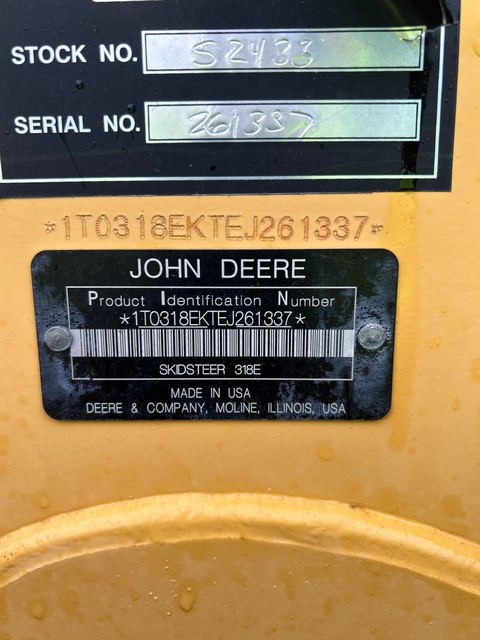 STOCK NO. S2433
SERIAL NO. 261337
*1T0318EKTEJ261337*
JOHN DEERE
Product Identification Number
*1T0318EKTEJ261337*
SKIDSTEER 318E
MADE IN USA
DEERE & COMPANY, MOLINE, ILLINOIS, USA